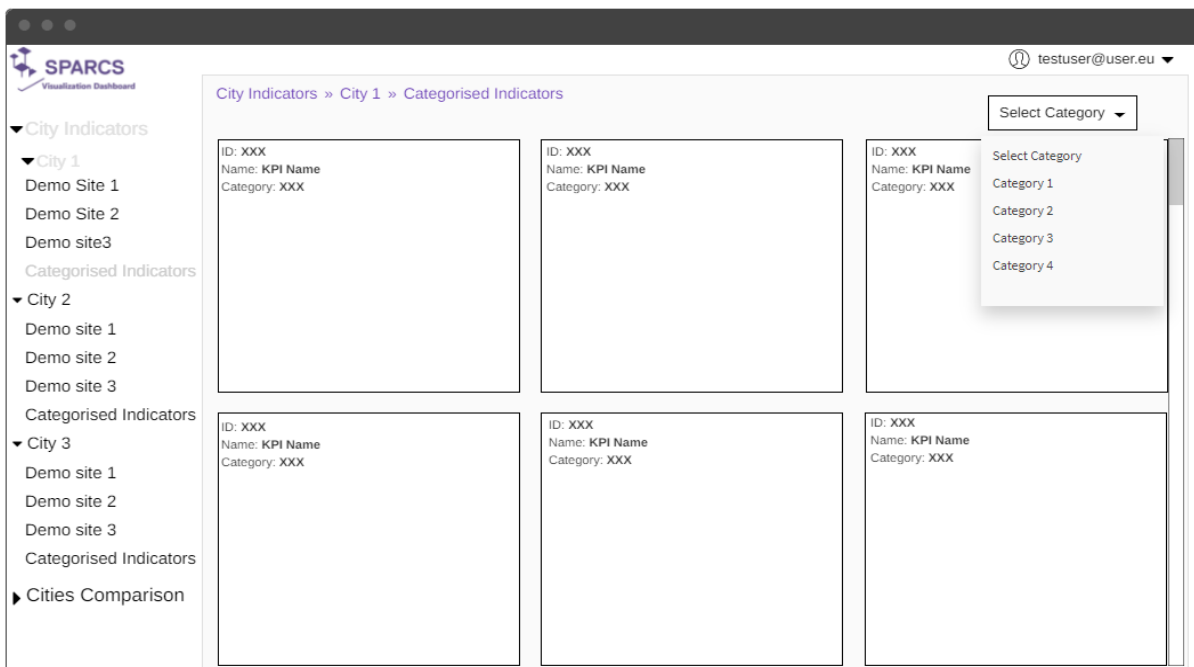 SPARCS
Visualization Dashboard
testuser@user.eu
City Indicators » City 1 » Categorised Indicators
Select Category
City Indicators
City 1
Demo Site 1
Demo Site 2
Demo site3
Categorised Indicators
City 2
Demo site 1
Demo site 2
Demo site 3
Categorised Indicators
City 3
Demo site 1
Demo site 2
Demo site 3
Categorised Indicators
Cities Comparison
ID: XXX
Name: KPI Name
Category: XXX
ID: XXX
Name: KPI Name
Category: XXX
ID: XXX
Name: KPI Name
Category: XXX
Select Category
Category 1
Category 2
Category 3
Category 4
ID: XXX
Name: KPI Name
Category: XXX
ID: XXX
Name: KPI Name
Category: XXX
ID: XXX
Name: KPI Name
Category: XXX